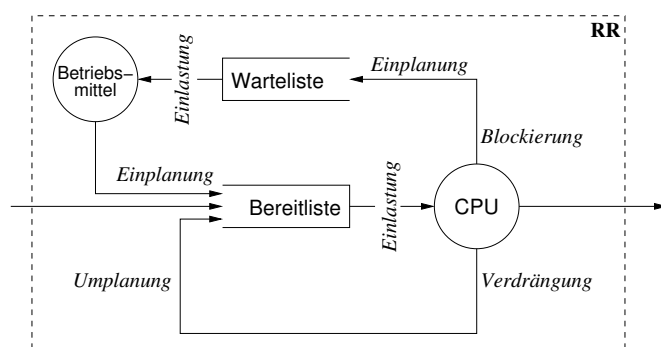 RR
Betriebs–
mittel
Einlastung
Warteliste
Einplanung
Blockierung
Einplanung
Bereitliste
Einlastung
CPU
Umplanung
Verdrängung